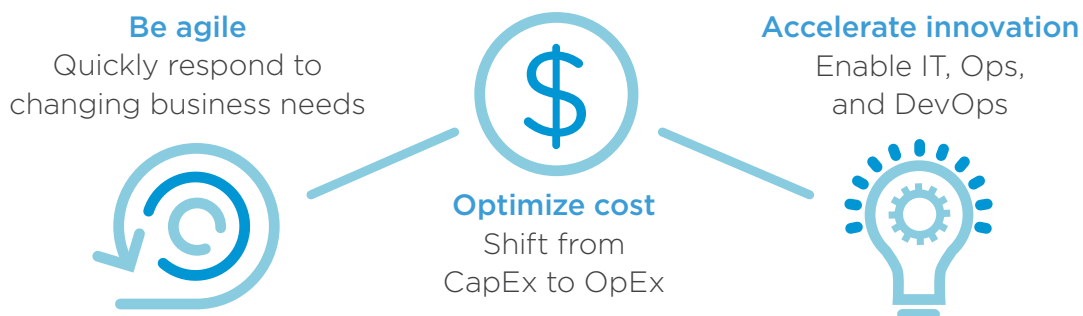 Be agile
Quickly respond to
changing business needs
$
Optimize cost
Shift from
CapEx to OpEx
Accelerate innovation
Enable IT, Ops,
and DevOps